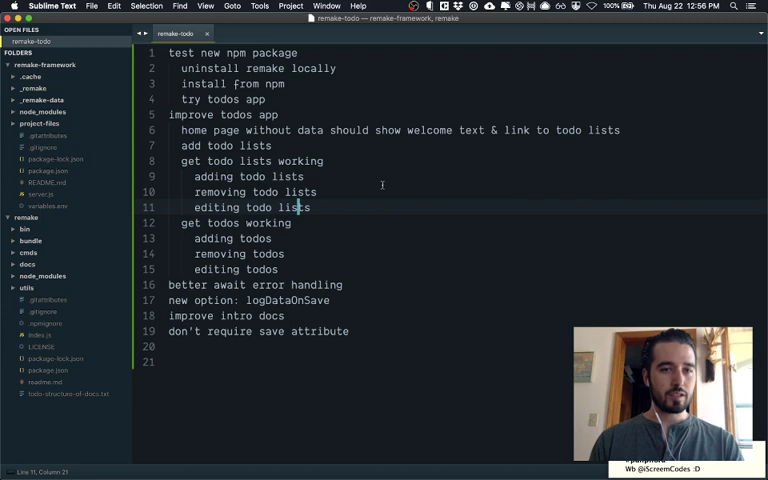 Sublime Text File Edit Selection Find View Goto Tools Project Window Help 100% Thu Aug 22 12:56 PM
remake-todo — remake-framework, remake
OPEN FILES
remake-todo
FOLDERS
remake-framework
.cache
_remake
_remake-data
node_modules
project-files
.gitattributes
.gitignore
package-lock.json
package.json
README.md
server.js
variables.env
remake
bin
bundle
cmds
docs
node_modules
utils
.gitattributes
.gitignore
.npmignore
index.js
LICENSE
package-lock.json
package.json
readme.md
todo-structure-of-docs.txt
remake-todo ×
1 test new npm package
2 uninstall remake locally
3 install from npm
4 try todos app
5 improve todos app
6 home page without data should show welcome text & link to todo lists
7 add todo lists
8 get todo lists working
9 adding todo lists
10 removing todo lists
11 editing todo lists
12 get todos working
13 adding todos
14 removing todos
15 editing todos
16 better await error handling
17 new option: logDataOnSave
18 improve intro docs
19 don't require save attribute
20
21
Wb @iScreemCodes :D
Line 11, Column 21